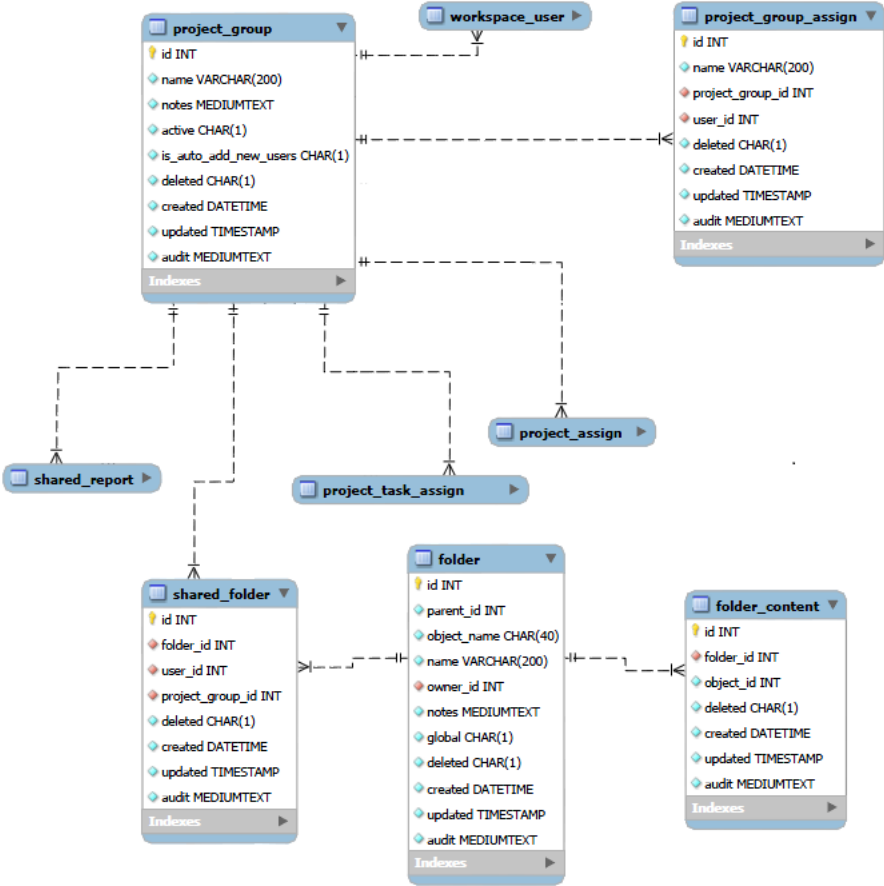 project_group
id INT
name VARCHAR(200)
notes MEDIUMTEXT
active CHAR(1)
is_auto_add_new_users CHAR(1)
deleted CHAR(1)
created DATETIME
updated TIMESTAMP
audit MEDIUMTEXT
Indexes
workspace_user
project_group_assign
id INT
name VARCHAR(200)
project_group_id INT
user_id INT
deleted CHAR(1)
created DATETIME
updated TIMESTAMP
audit MEDIUMTEXT
Indexes
shared_report
project_task_assign
project_assign
shared_folder
id INT
folder_id INT
user_id INT
project_group_id INT
deleted CHAR(1)
created DATETIME
updated TIMESTAMP
audit MEDIUMTEXT
Indexes
folder
id INT
parent_id INT
object_name CHAR(40)
name VARCHAR(200)
owner_id INT
notes MEDIUMTEXT
global CHAR(1)
deleted CHAR(1)
created DATETIME
updated TIMESTAMP
audit MEDIUMTEXT
Indexes
folder_content
id INT
folder_id INT
object_id INT
deleted CHAR(1)
created DATETIME
updated TIMESTAMP
audit MEDIUMTEXT
Indexes